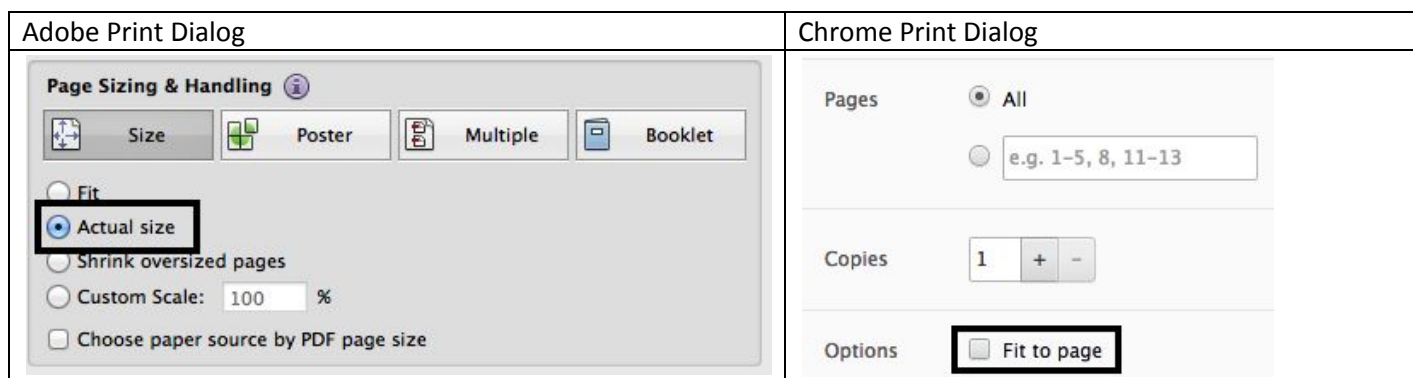 Adobe Print Dialog
Chrome Print Dialog
Page Sizing & Handling
Size
Poster
Multiple
Booklet
Fit
Actual size
Shrink oversized pages
Custom Scale: 100 %
Choose paper source by PDF page size
Pages
All
e.g. 1–5, 8, 11–13
Copies
1 + –
Options
Fit to page